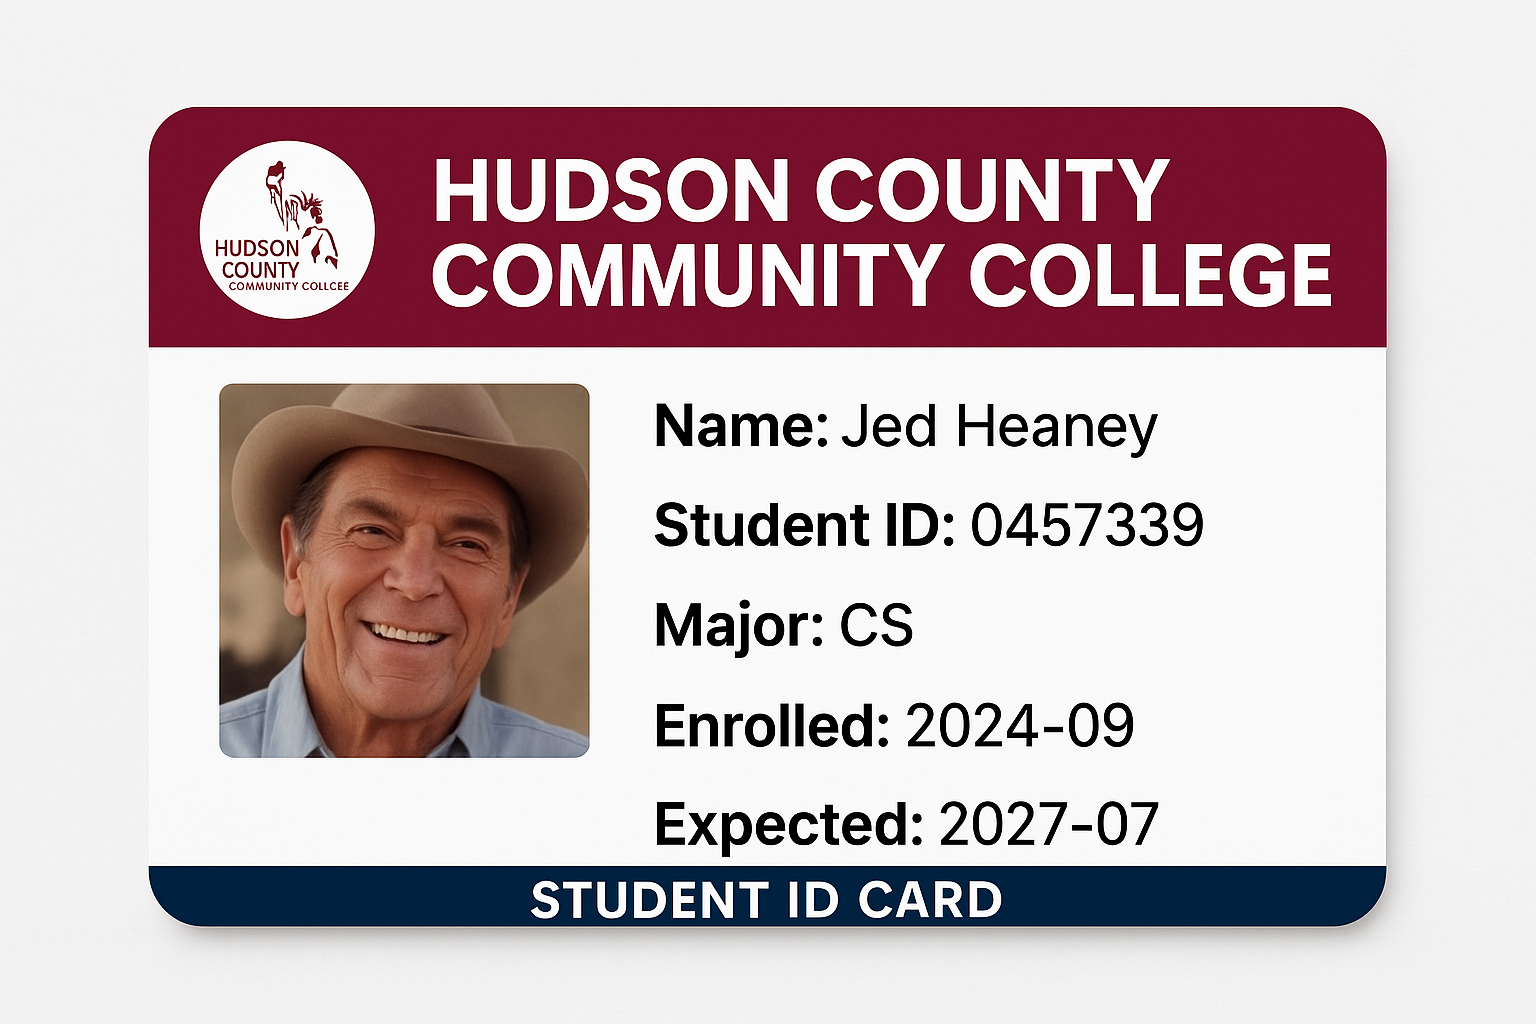 HUDSON
COUNTY
COMMUNITY COLLCEE
HUDSON COUNTY
COMMUNITY COLLEGE
Name: Jed Heaney
Student ID: 0457339
Major: CS
Enrolled: 2024-09
Expected: 2027-07
STUDENT ID CARD